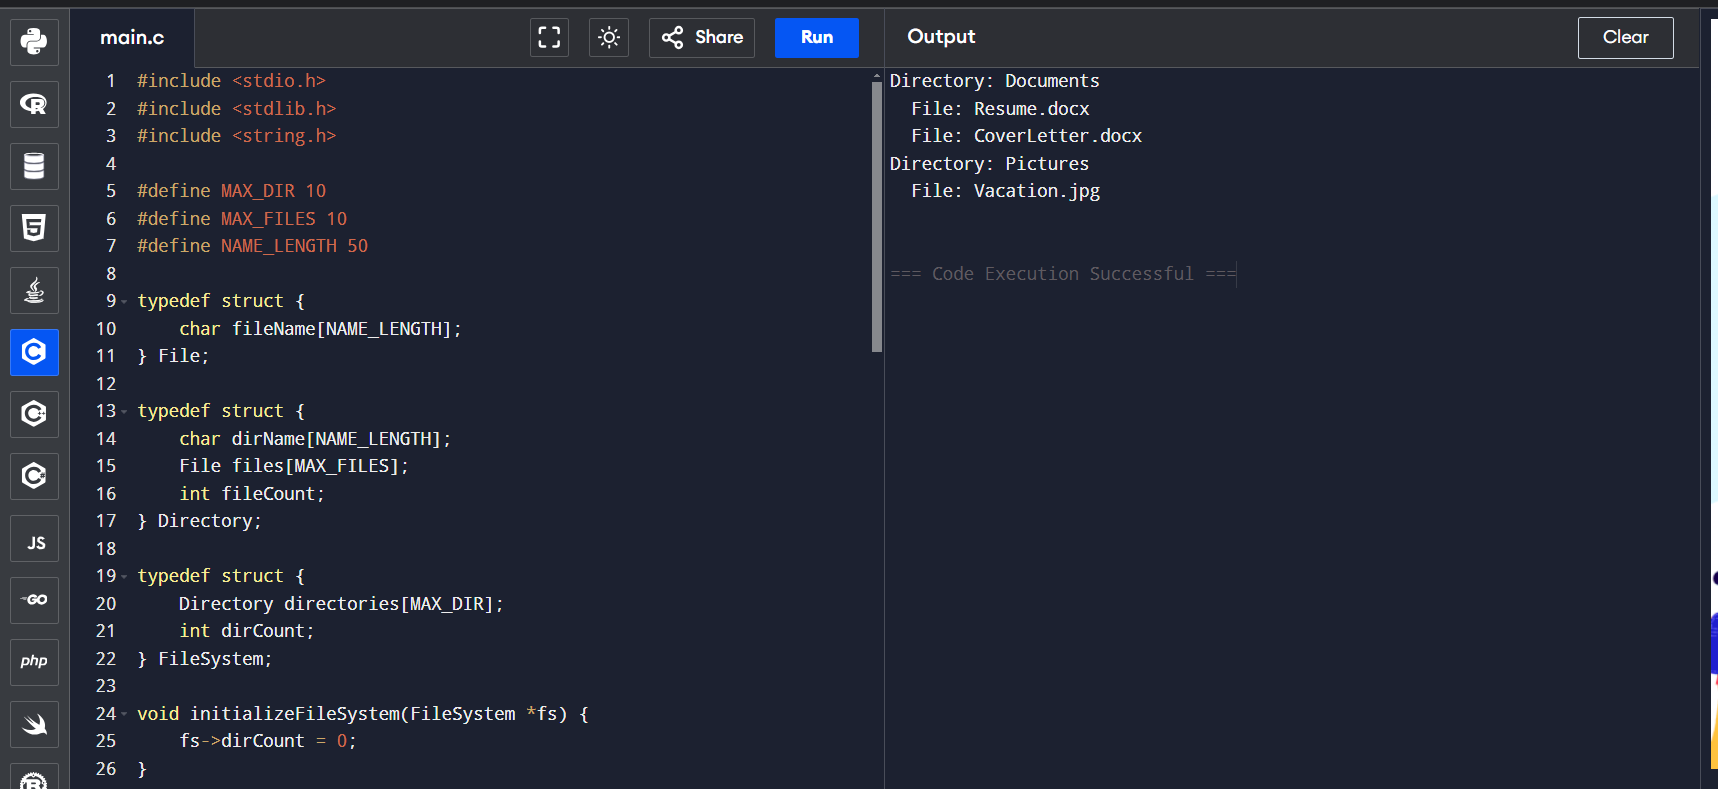 main.c
Share
Run
Output
Clear
1 #include <stdio.h>
2 #include <stdlib.h>
3 #include <string.h>
4
5 #define MAX_DIR 10
6 #define MAX_FILES 10
7 #define NAME_LENGTH 50
8
9 typedef struct {
10     char fileName[NAME_LENGTH];
11 } File;
12
13 typedef struct {
14     char dirName[NAME_LENGTH];
15     File files[MAX_FILES];
16     int fileCount;
17 } Directory;
18
19 typedef struct {
20     Directory directories[MAX_DIR];
21     int dirCount;
22 } FileSystem;
23
24 void initializeFileSystem(FileSystem *fs) {
25     fs->dirCount = 0;
26 }
Directory: Documents
  File: Resume.docx
  File: CoverLetter.docx
Directory: Pictures
  File: Vacation.jpg
=== Code Execution Successful ===
R
5
C
C
C
JS
GO
php